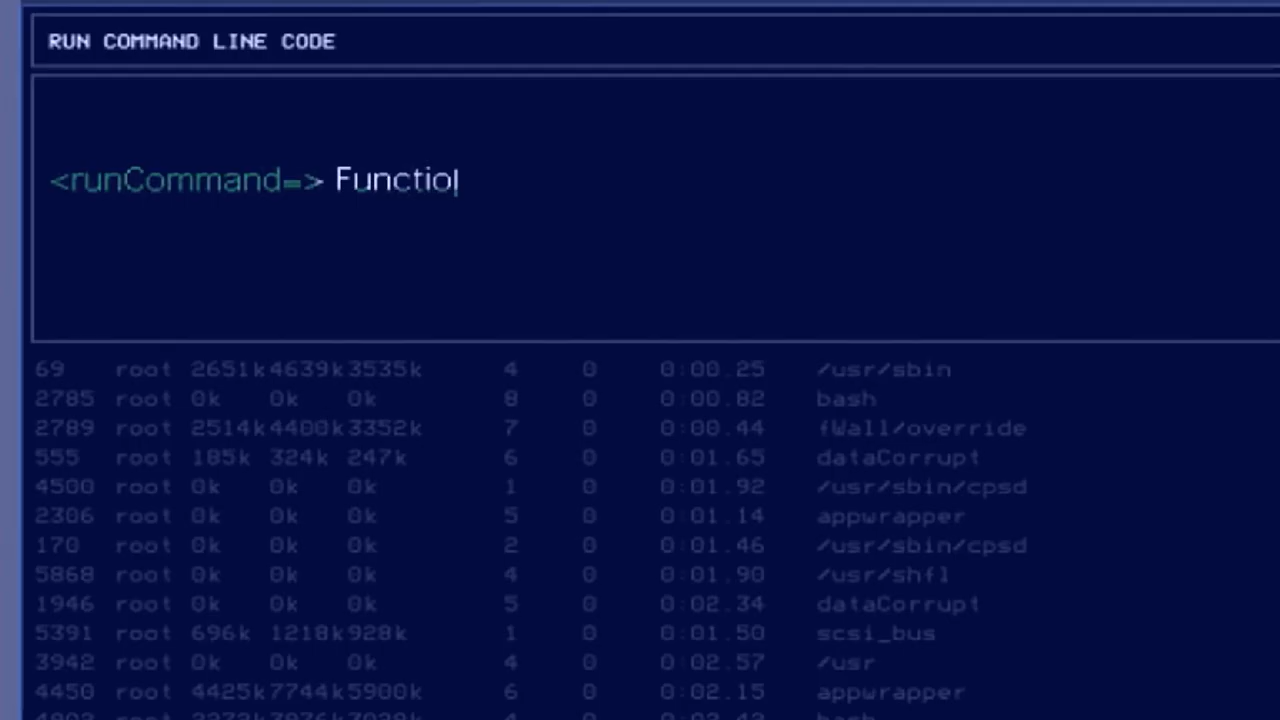 RUN COMMAND LINE CODE
<runCommand=> Functio
69 root 2651k 4639k 3535k 4 0 0:00.25 /usr/sbin
2785 root 0k 0k 0k 8 0 0:00.82 bash
2789 root 2514k 4400k 3352k 7 0 0:00.44 fWall/override
555 root 185k 324k 247k 6 0 0:01.65 dataCorrupt
4500 root 0k 0k 0k 1 0 0:01.92 /usr/sbin/cpsd
2306 root 0k 0k 0k 5 0 0:01.14 appwrapper
170 root 0k 0k 0k 2 0 0:01.46 /usr/sbin/cpsd
5868 root 0k 0k 0k 4 0 0:01.90 /usr/shfl
1946 root 0k 0k 0k 5 0 0:02.34 dataCorrupt
5391 root 696k 1218k 928k 1 0 0:01.50 scsi_bus
3942 root 0k 0k 0k 4 0 0:02.57 /usr
4450 root 4425k 7744k 5900k 6 0 0:02.15 appwrapper
root